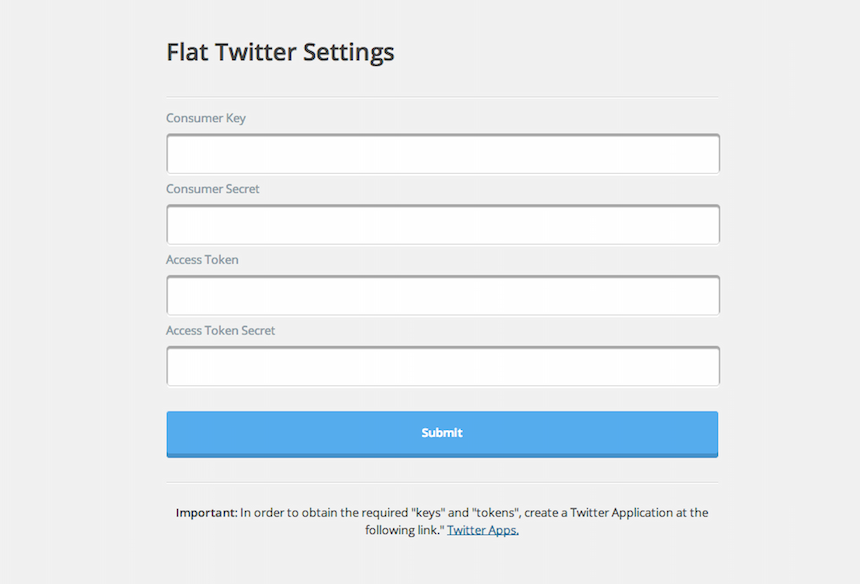 Flat Twitter Settings
Consumer Key
Consumer Secret
Access Token
Access Token Secret
Submit
Important: In order to obtain the required "keys" and "tokens", create a Twitter Application at the
following link." Twitter Apps.